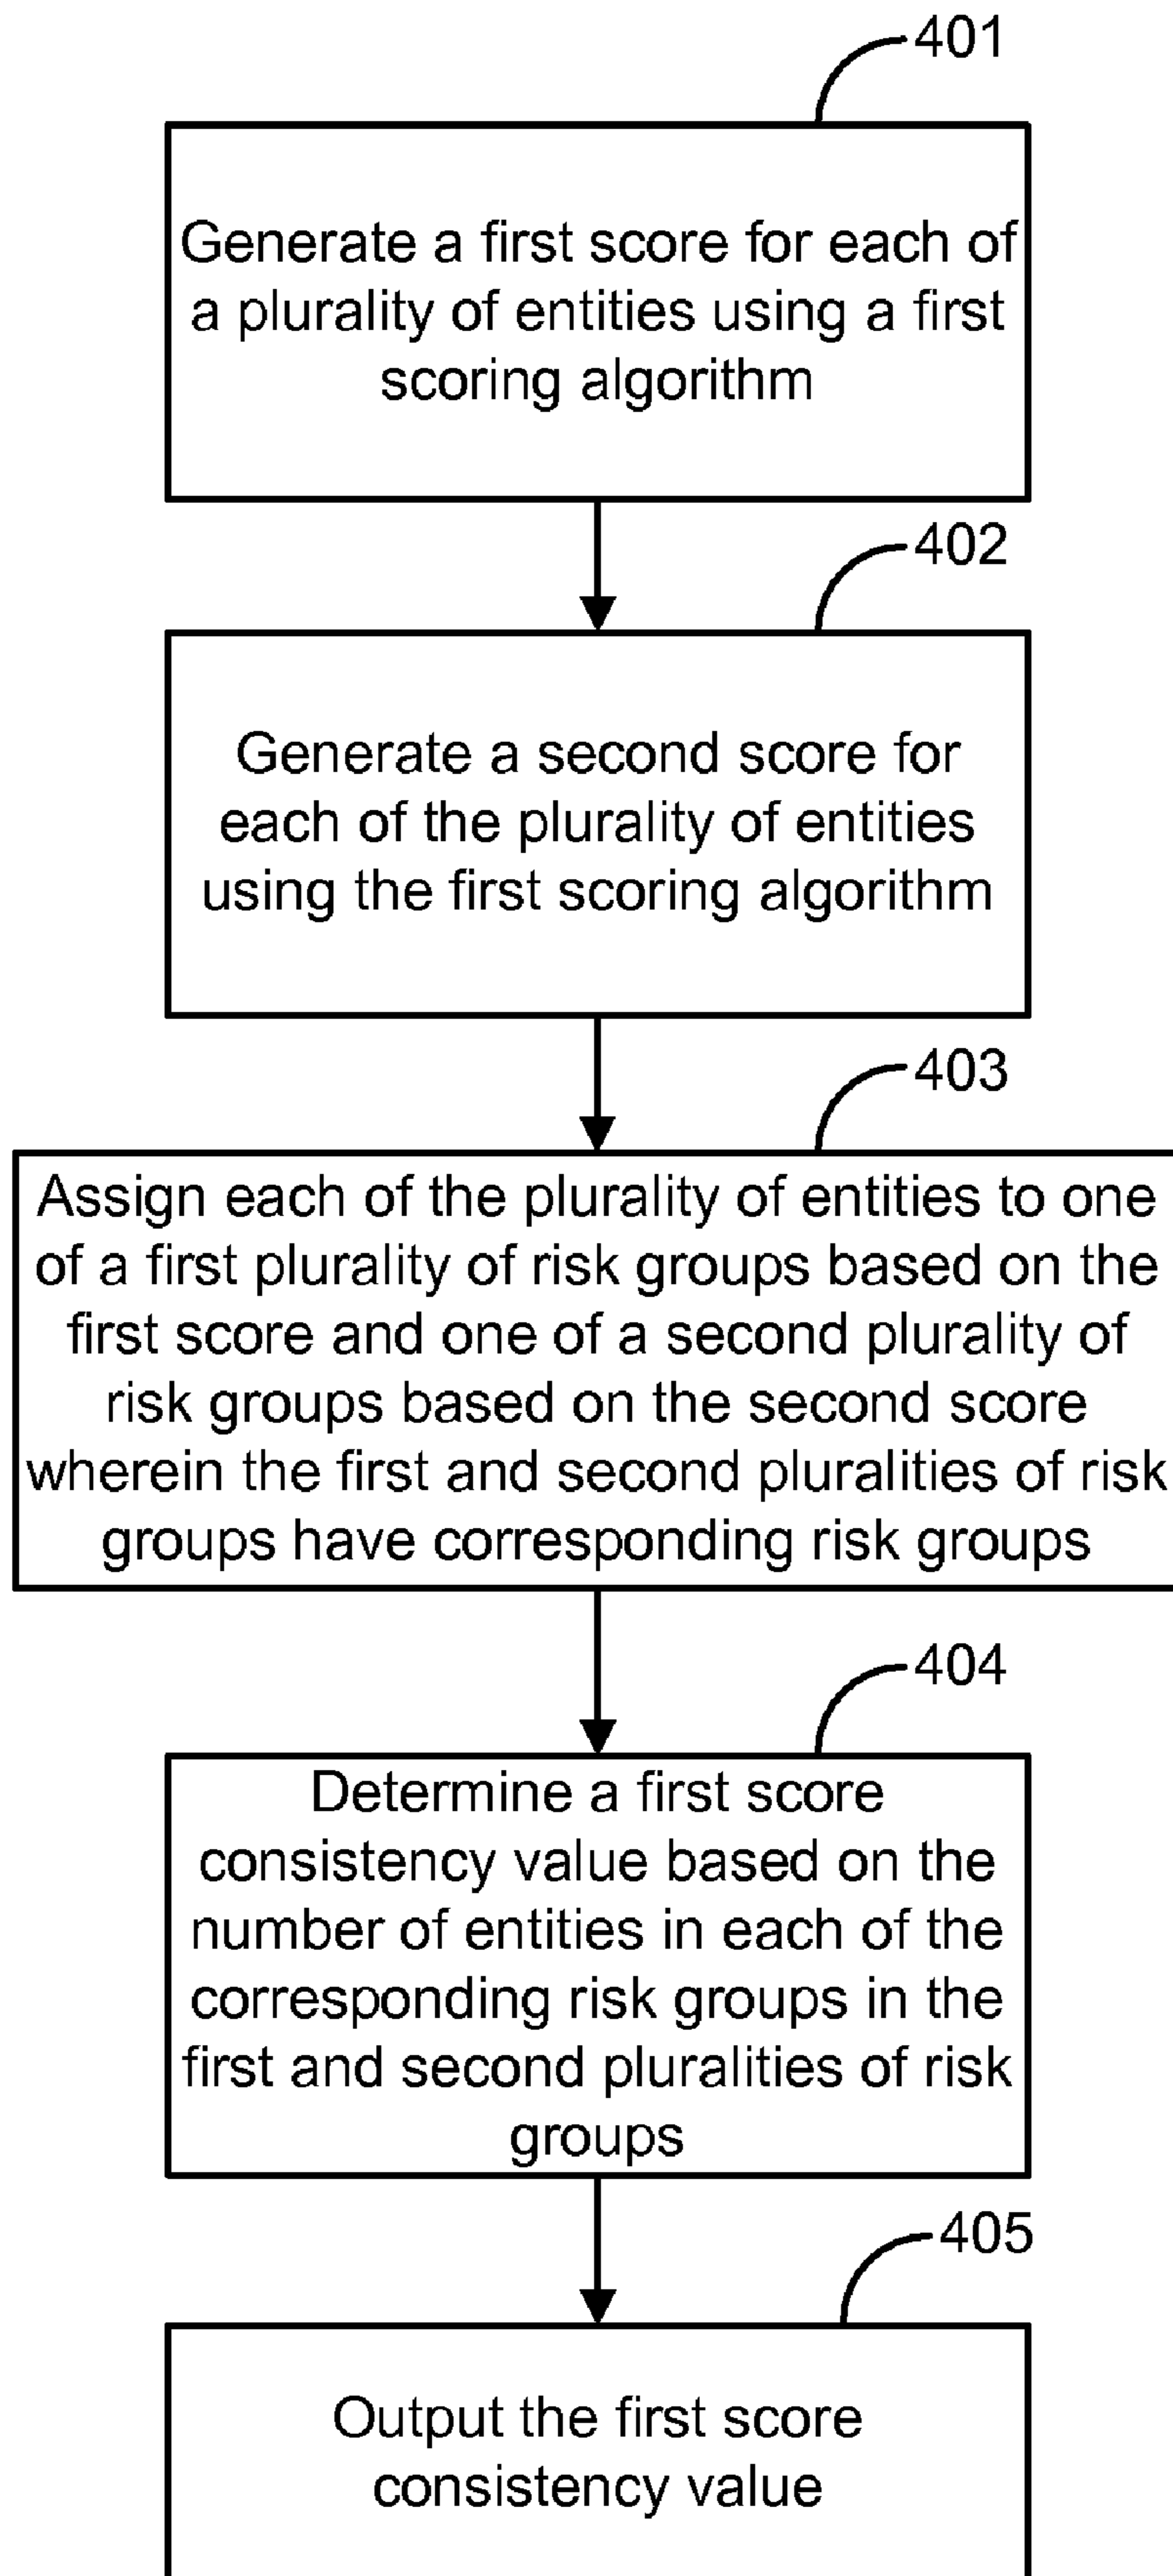 401
Generate a first score for each of
a plurality of entities using a first
scoring algorithm
402
Generate a second score for
each of the plurality of entities
using the first scoring algorithm
403
Assign each of the plurality of entities to one
of a first plurality of risk groups based on the
first score and one of a second plurality of
risk groups based on the second score
wherein the first and second pluralities of risk
groups have corresponding risk groups
404
Determine a first score
consistency value based on the
number of entities in each of the
corresponding risk groups in the
first and second pluralities of risk
groups
405
Output the first score
consistency value